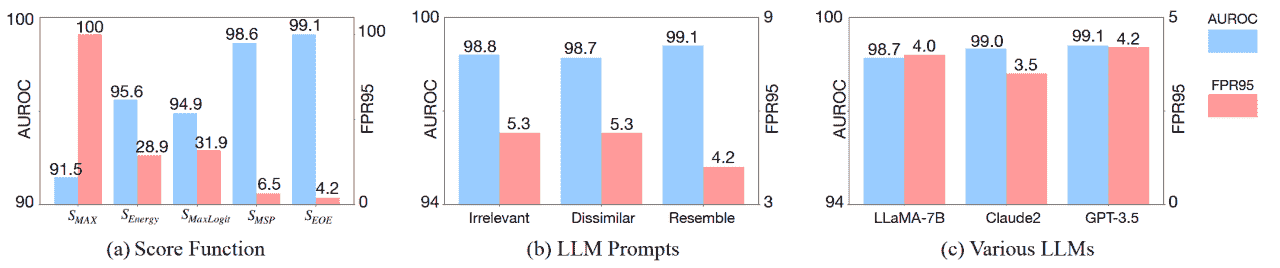 100
91.5
100
95.6
28.9
94.9
31.9
98.6
6.5
99.1
4.2
100
0
90
AUROC
FPR95
S_MAX
S_Energy
S_MaxLogit
S_MSP
S_EOE
(a) Score Function
100
98.8
5.3
98.7
5.3
99.1
4.2
9
3
94
AUROC
FPR95
Irrelevant
Dissimilar
Resemble
(b) LLM Prompts
100
98.7
4.0
99.0
3.5
99.1
4.2
5
0
94
AUROC
FPR95
LLaMA-7B
Claude2
GPT-3.5
(c) Various LLMs
AUROC
FPR95